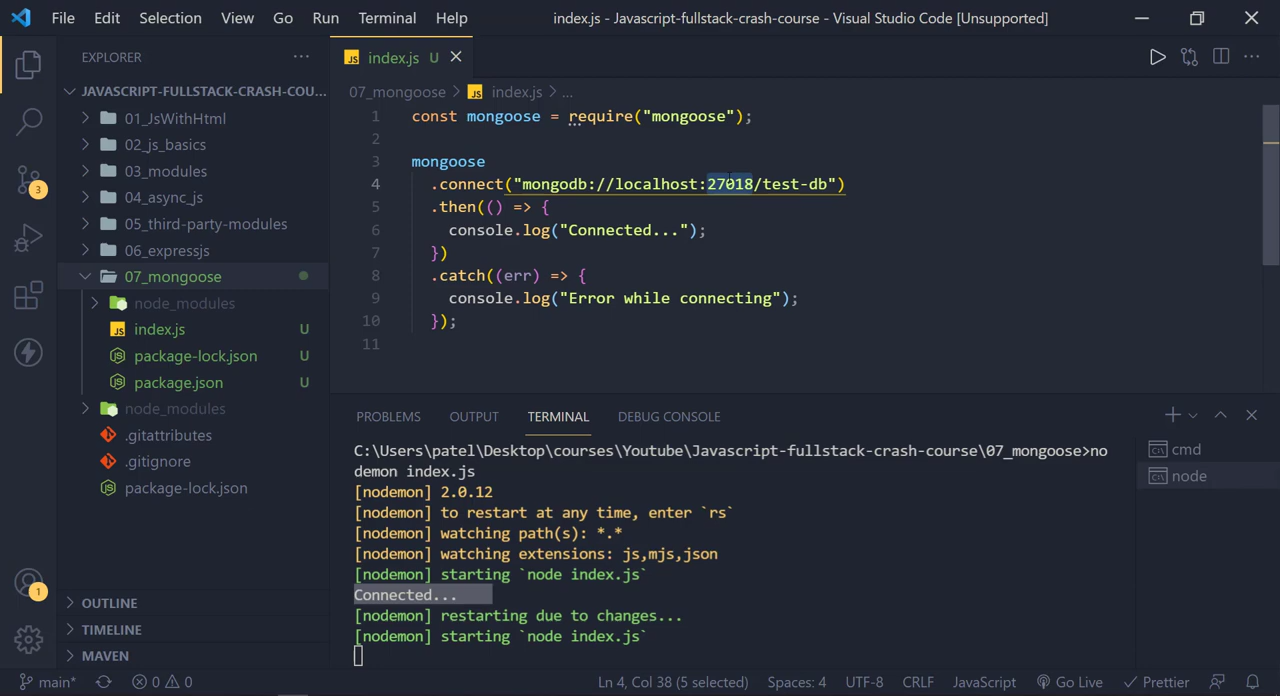 File Edit Selection View Go Run Terminal Help index.js - Javascript-fullstack-crash-course - Visual Studio Code [Unsupported]
EXPLORER ...
JAVASCRIPT-FULLSTACK-CRASH-COU...
01_JsWithHtml
02_js_basics
03_modules
04_async_js
05_third-party-modules
06_expressjs
07_mongoose
node_modules
JS index.js U
package-lock.json U
package.json U
node_modules
.gitattributes
.gitignore
package-lock.json
OUTLINE
TIMELINE
MAVEN
3
1
JS index.js U
07_mongoose > JS index.js > ...
1 const mongoose = require("mongoose");
2
3 mongoose
4 .connect("mongodb://localhost:27018/test-db")
5 .then(() => {
6 console.log("Connected...");
7 })
8 .catch((err) => {
9 console.log("Error while connecting");
10 });
11
PROBLEMS OUTPUT TERMINAL DEBUG CONSOLE
C:\Users\patel\Desktop\courses\Youtube\Javascript-fullstack-crash-course\07_mongoose>no
demon index.js
[nodemon] 2.0.12
[nodemon] to restart at any time, enter `rs`
[nodemon] watching path(s): *.*
[nodemon] watching extensions: js,mjs,json
[nodemon] starting `node index.js`
Connected...
[nodemon] restarting due to changes...
[nodemon] starting `node index.js`
cmd
node
main* 0 0 Ln 4, Col 38 (5 selected) Spaces: 4 UTF-8 CRLF JavaScript Go Live Prettier